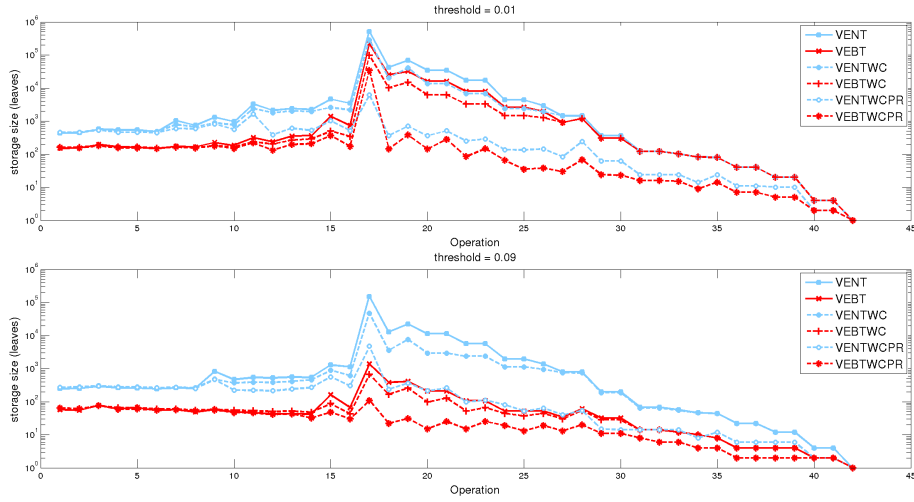 threshold = 0.01
storage size (leaves)
10^6
10^5
10^4
10^3
10^2
10^1
10^0
0 5 10 15 20 25 30 35 40 45
Operation
VENT
VEBT
VENTWC
VEBTWC
VENTWCPR
VEBTWCPR
threshold = 0.09
storage size (leaves)
10^6
10^5
10^4
10^3
10^2
10^1
10^0
0 5 10 15 20 25 30 35 40 45
Operation
VENT
VEBT
VENTWC
VEBTWC
VENTWCPR
VEBTWCPR